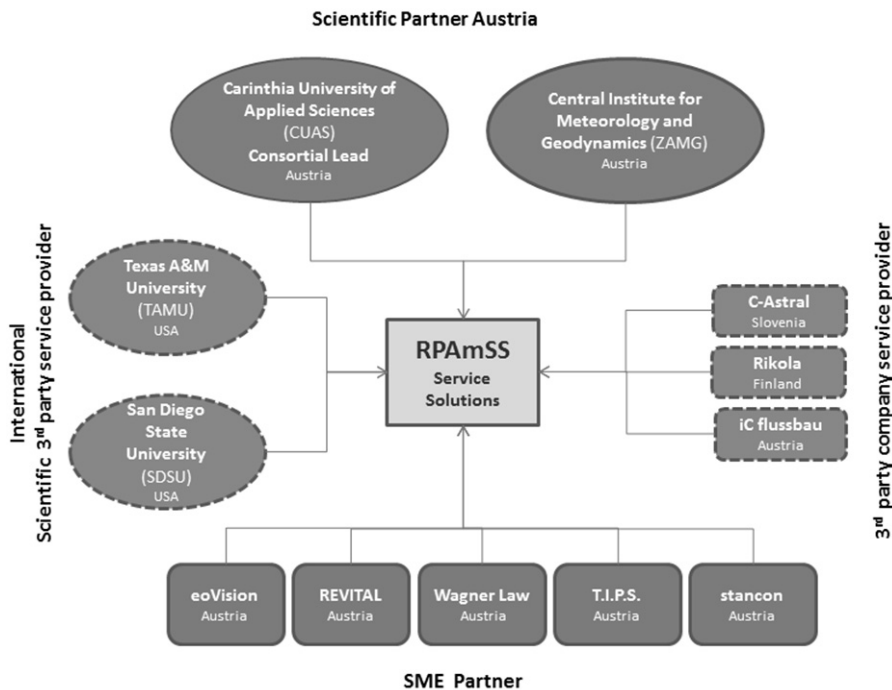 Scientific Partner Austria
Carinthia University of
Applied Sciences
(CUAS)
Consortial Lead
Austria
Central Institute for
Meteorology and
Geodynamics (ZAMG)
Austria
International
Scientific 3rd party service provider
Texas A&M
University
(TAMU)
USA
San Diego
State
University
(SDSU)
USA
RPAmSS
Service
Solutions
C-Astral
Slovenia
Rikola
Finland
iC flussbau
Austria
3rd party company service provider
eoVision
Austria
REVITAL
Austria
Wagner Law
Austria
T.I.P.S.
Austria
stancon
Austria
SME Partner